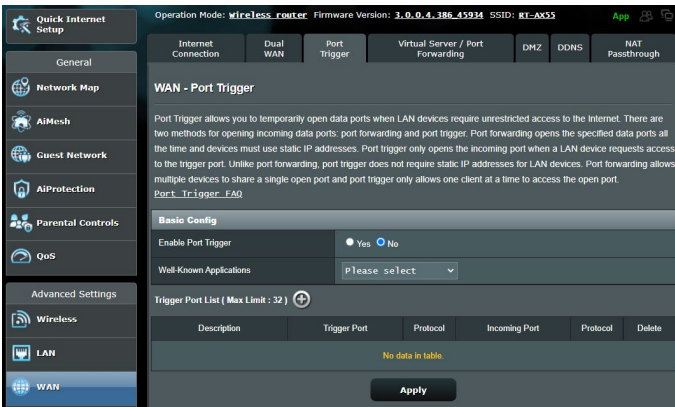 Quick Internet
Setup
Operation Mode: Wireless router Firmware Version: 3.0.0.4.386_45934 SSID: RT-AX55
App
Internet
Connection
Dual
WAN
Port
Trigger
Virtual Server / Port
Forwarding
DMZ
DDNS
NAT
Passthrough
General
Network Map
AiMesh
Guest Network
AiProtection
Parental Controls
QoS
Advanced Settings
Wireless
LAN
WAN
WAN - Port Trigger
Port Trigger allows you to temporarily open data ports when LAN devices require unrestricted access to the Internet. There are
two methods for opening incoming data ports: port forwarding and port trigger. Port forwarding opens the specified data ports all
the time and devices must use static IP addresses. Port trigger only opens the incoming port when a LAN device requests access
to the trigger port. Unlike port forwarding, port trigger does not require static IP addresses for LAN devices. Port forwarding allows
multiple devices to share a single open port and port trigger only allows one client at a time to access the open port.
Port Trigger FAQ
Basic Config
Enable Port Trigger Yes No
Well-Known Applications Please select
Trigger Port List ( Max Limit : 32 )
Description Trigger Port Protocol Incoming Port Protocol Delete
No data in table.
Apply